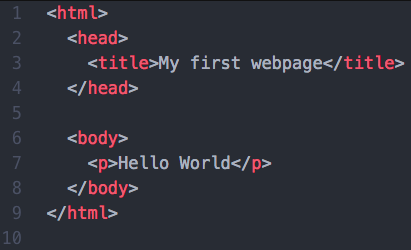 1 <html>
2   <head>
3     <title>My first webpage</title>
4   </head>
5
6   <body>
7     <p>Hello World</p>
8   </body>
9 </html>
10